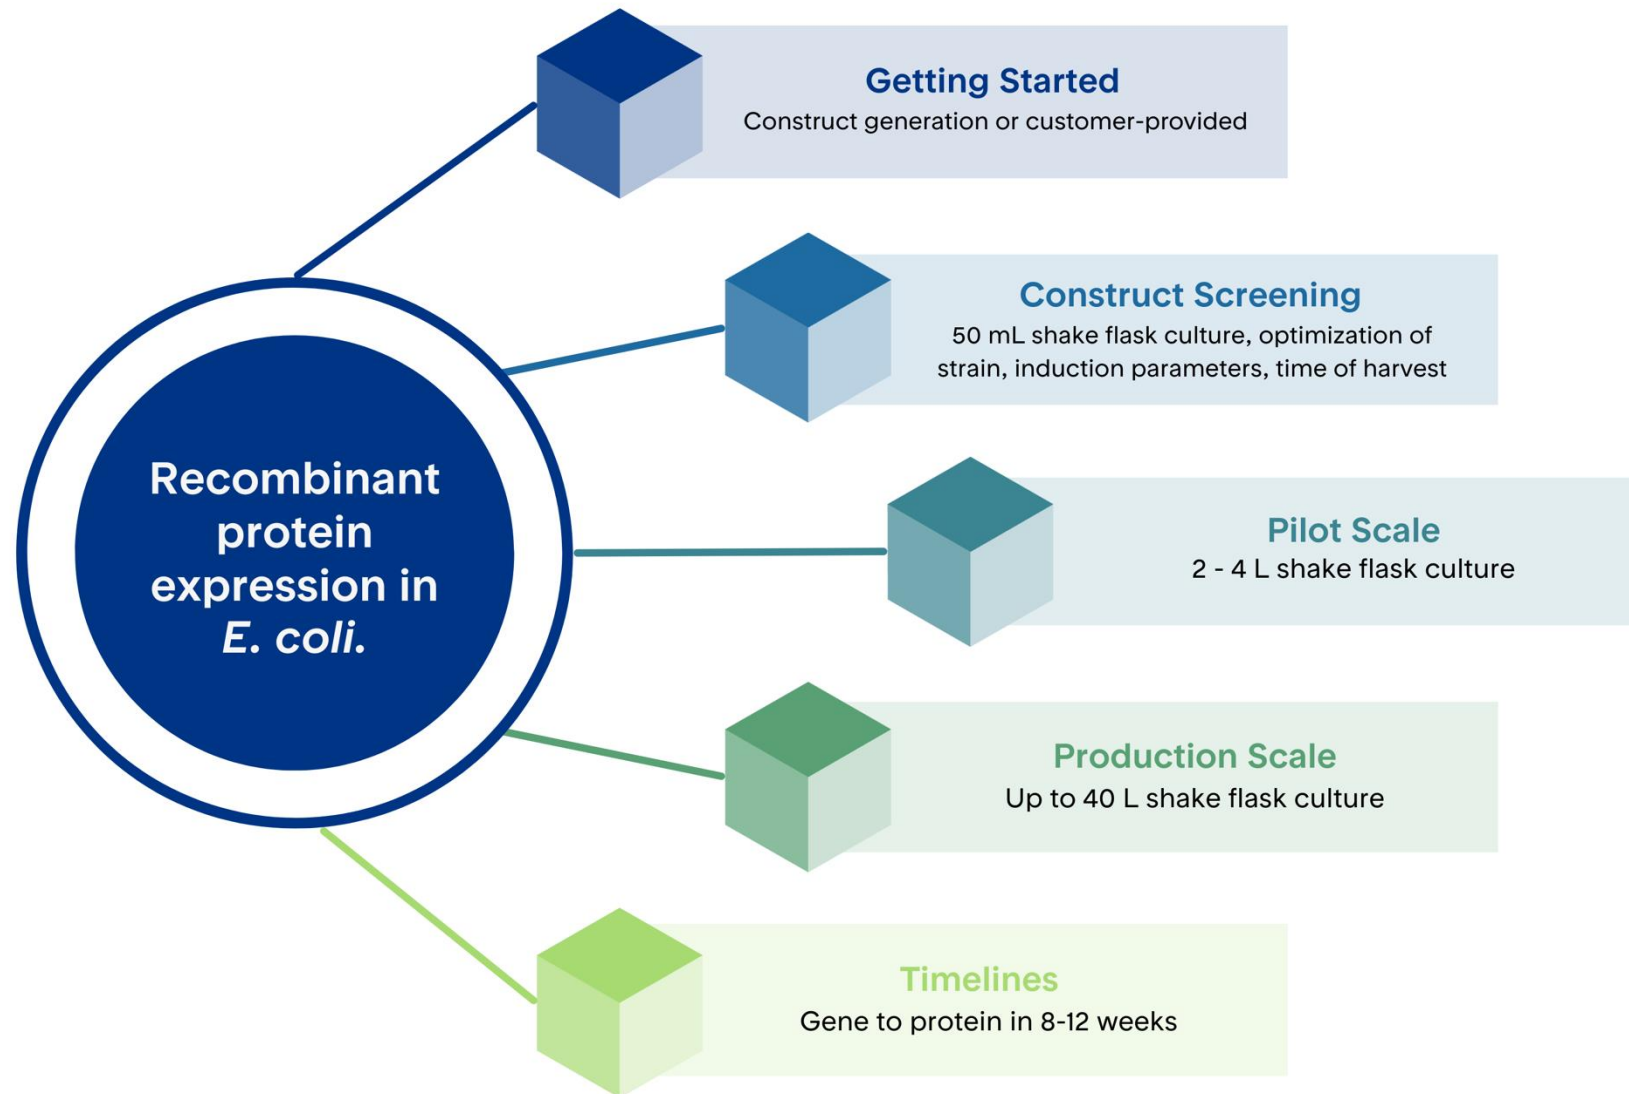 Getting Started
Construct generation or customer-provided
Construct Screening
50 mL shake flask culture, optimization of
strain, induction parameters, time of harvest
Recombinant
protein
expression in
E. coli.
Pilot Scale
2 - 4 L shake flask culture
Production Scale
Up to 40 L shake flask culture
Timelines
Gene to protein in 8-12 weeks